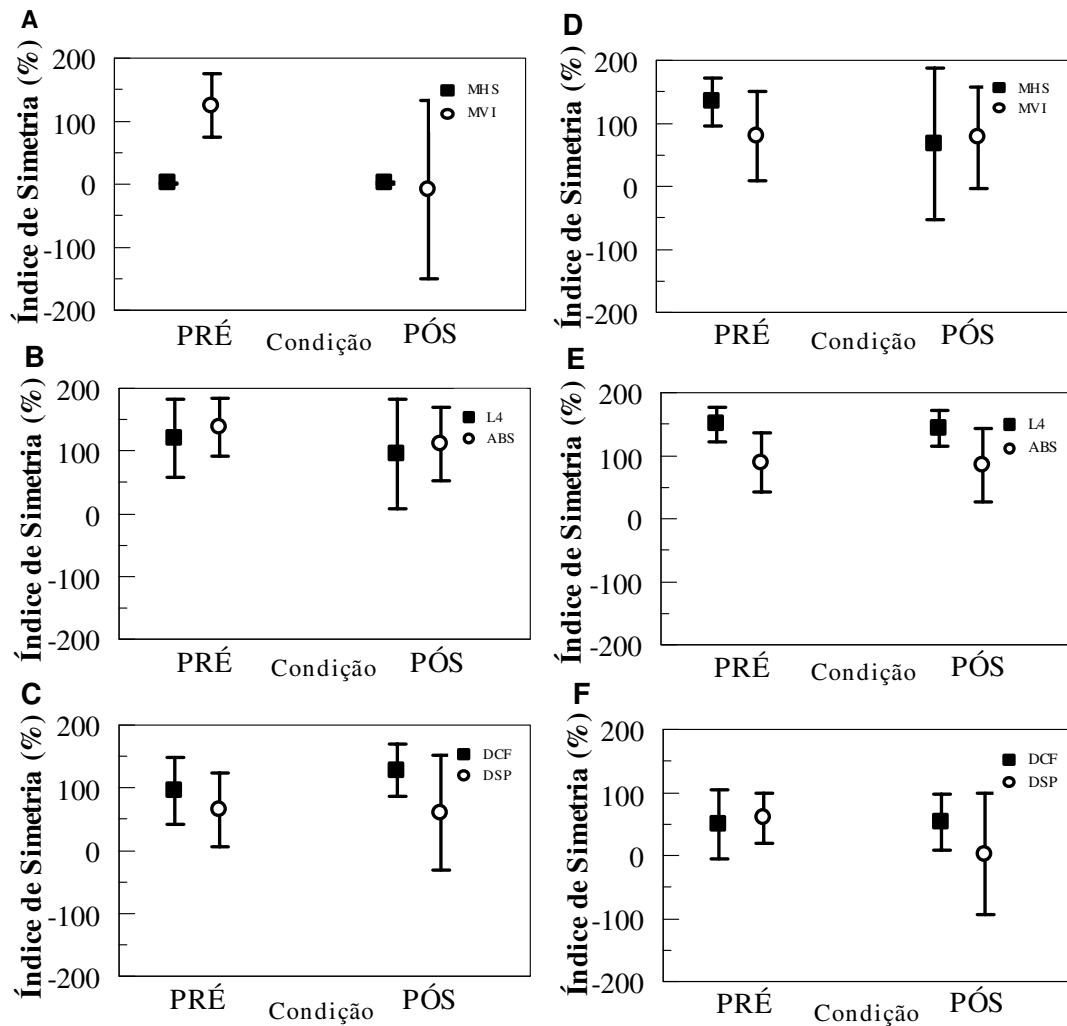 A
Índice de Simetria (%)
200
100
0
-100
-200
MHS
MVI
PRÉ
Condição
PÓS
B
Índice de Simetria (%)
200
100
0
-100
-200
L4
ABS
PRÉ
Condição
PÓS
C
Índice de Simetria (%)
200
100
0
-100
-200
DCF
DSP
PRÉ
Condição
PÓS
D
Índice de Simetria (%)
200
100
0
-100
-200
MHS
MVI
PRÉ
Condição
PÓS
E
Índice de Simetria (%)
200
100
0
-100
-200
L4
ABS
PRÉ
Condição
PÓS
F
Índice de Simetria (%)
200
100
0
-100
-200
DCF
DSP
PRÉ
Condição
PÓS